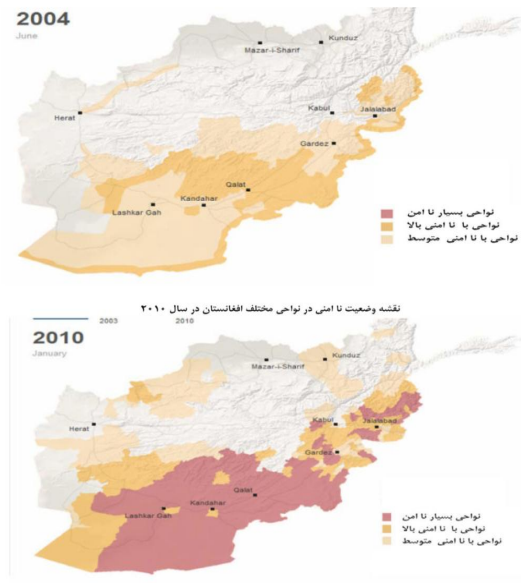 2004
June
Kunduz
Mazar-i-Sharif
Kabul
Jalalabad
Herat
Gardez
Qalat
Kandahar
Lashkar Gah
نواحی بسیار نا امن
نواحی با نا امنی بالا
نواحی با نا امنی متوسط
نقشه وضعیت نا امنی در نواحی مختلف افغانستان در سال ۲۰۱۰
2003 2010
2010
January
Kunduz
Mazar-i-Sharif
Kabul
Jalalabad
Herat
Gardez
Qalat
Kandahar
Lashkar Gah
نواحی بسیار نا امن
نواحی با نا امنی بالا
نواحی با نا امنی متوسط